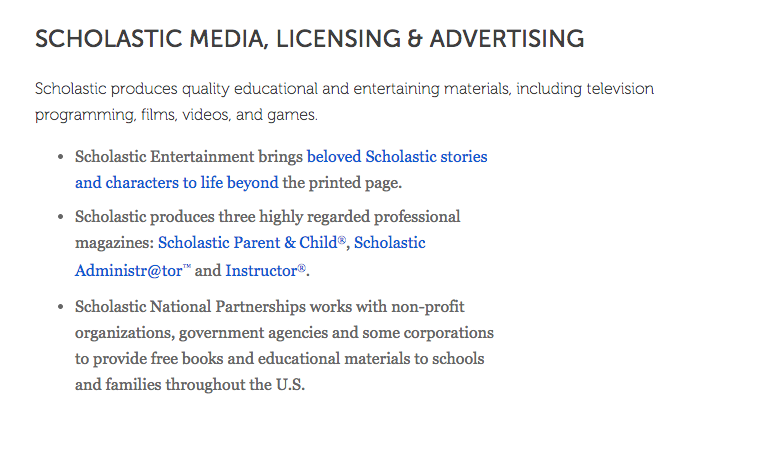 SCHOLASTIC MEDIA, LICENSING & ADVERTISING
Scholastic produces quality educational and entertaining materials, including television
programming, films, videos, and games.
• Scholastic Entertainment brings beloved Scholastic stories
and characters to life beyond the printed page.
• Scholastic produces three highly regarded professional
magazines: Scholastic Parent & Child®, Scholastic
Administr@tor™ and Instructor®.
• Scholastic National Partnerships works with non-profit
organizations, government agencies and some corporations
to provide free books and educational materials to schools
and families throughout the U.S.